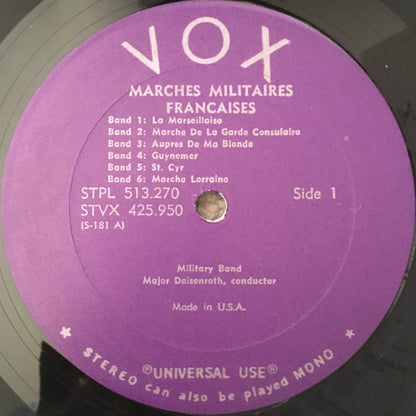 VOX
MARCHES MILITAIRES
FRANCAISES
Band 1: La Marseillaise
Band 2: Marche De La Garde Consulaire
Band 3: Aupres De Ma Blonde
Band 4: Guynemer
Band 5: St. Cyr
Band 6: Marche Lorraine
STPL 513.270 Side 1
STVX 425.950
(S-181 A)
Military Band
Major Deisenroth, conductor
Made in U.S.A.
℗UNIVERSAL USE®
★ STEREO can also be played MONO ★